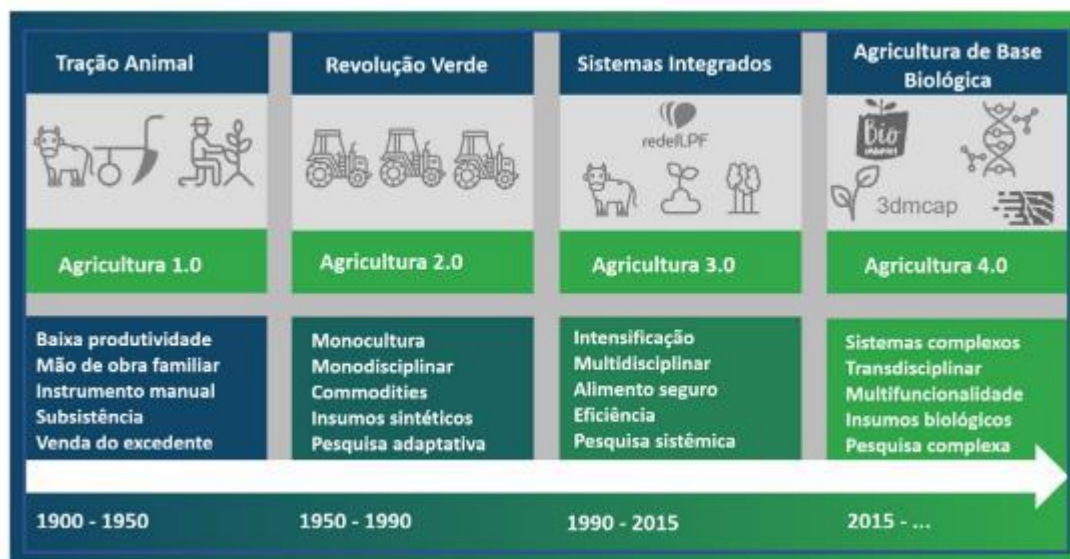 Tração Animal
Revolução Verde
Sistemas Integrados
Agricultura de Base
Biológica
redeILPF
Bio
3dmcap
Agricultura 1.0
Agricultura 2.0
Agricultura 3.0
Agricultura 4.0
Baixa produtividade
Mão de obra familiar
Instrumento manual
Subsistência
Venda do excedente
Monocultura
Monodisciplinar
Commodities
Insumos sintéticos
Pesquisa adaptativa
Intensificação
Multidisciplinar
Alimento seguro
Eficiência
Pesquisa sistêmica
Sistemas complexos
Transdisciplinar
Multifuncionalidade
Insumos biológicos
Pesquisa complexa
1900 - 1950
1950 - 1990
1990 - 2015
2015 - ...